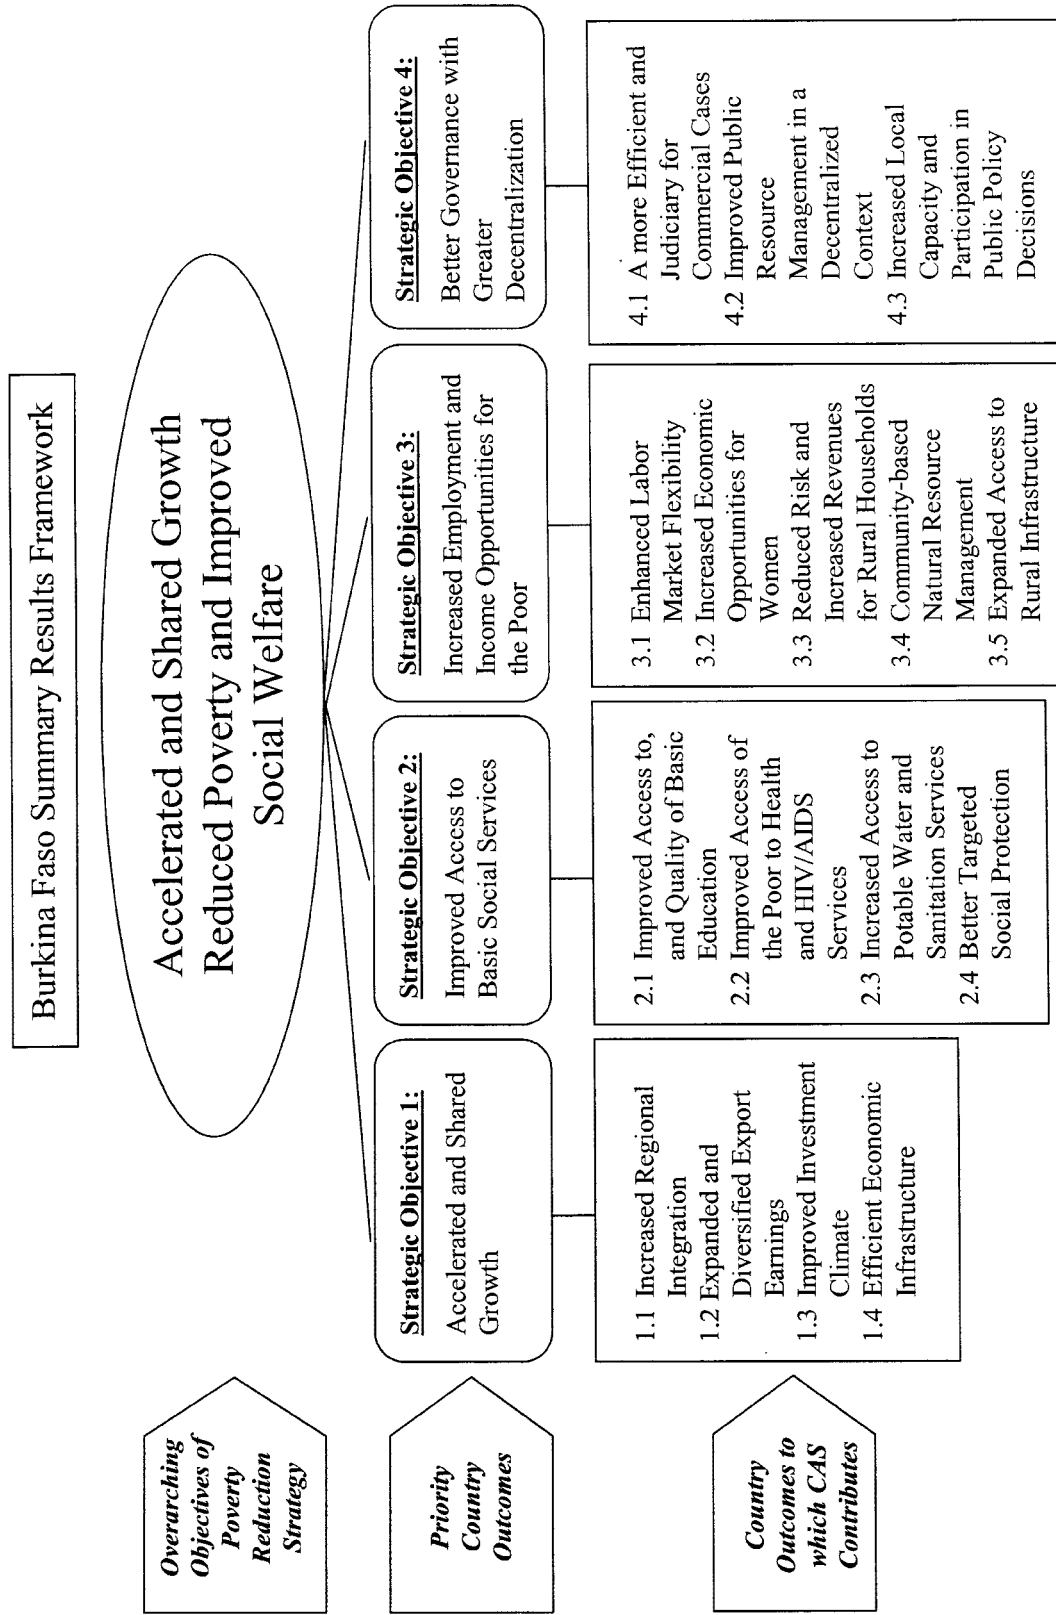 Burkina Faso Summary Results Framework
Overarching
Objectives of
Poverty
Reduction
Strategy
Accelerated and Shared Growth
Reduced Poverty and Improved
Social Welfare
Priority
Country
Outcomes
Strategic Objective 1:
Accelerated and Shared
Growth
Strategic Objective 2:
Improved Access to
Basic Social Services
Strategic Objective 3:
Increased Employment and
Income Opportunities for
the Poor
Strategic Objective 4:
Better Governance with
Greater
Decentralization
Country
Outcomes to
which CAS
Contributes
1.1 Increased Regional
Integration
1.2 Expanded and
Diversified Export
Earnings
1.3 Improved Investment
Climate
1.4 Efficient Economic
Infrastructure
2.1 Improved Access to,
and Quality of Basic
Education
2.2 Improved Access of
the Poor to Health
and HIV/AIDS
Services
2.3 Increased Access to
Potable Water and
Sanitation Services
2.4 Better Targeted
Social Protection
3.1 Enhanced Labor
Market Flexibility
3.2 Increased Economic
Opportunities for
Women
3.3 Reduced Risk and
Increased Revenues
for Rural Households
3.4 Community-based
Natural Resource
Management
3.5 Expanded Access to
Rural Infrastructure
4.1 A more Efficient and
Judiciary for
Commercial Cases
4.2 Improved Public
Resource
Management in a
Decentralized
Context
4.3 Increased Local
Capacity and
Participation in
Public Policy
Decisions